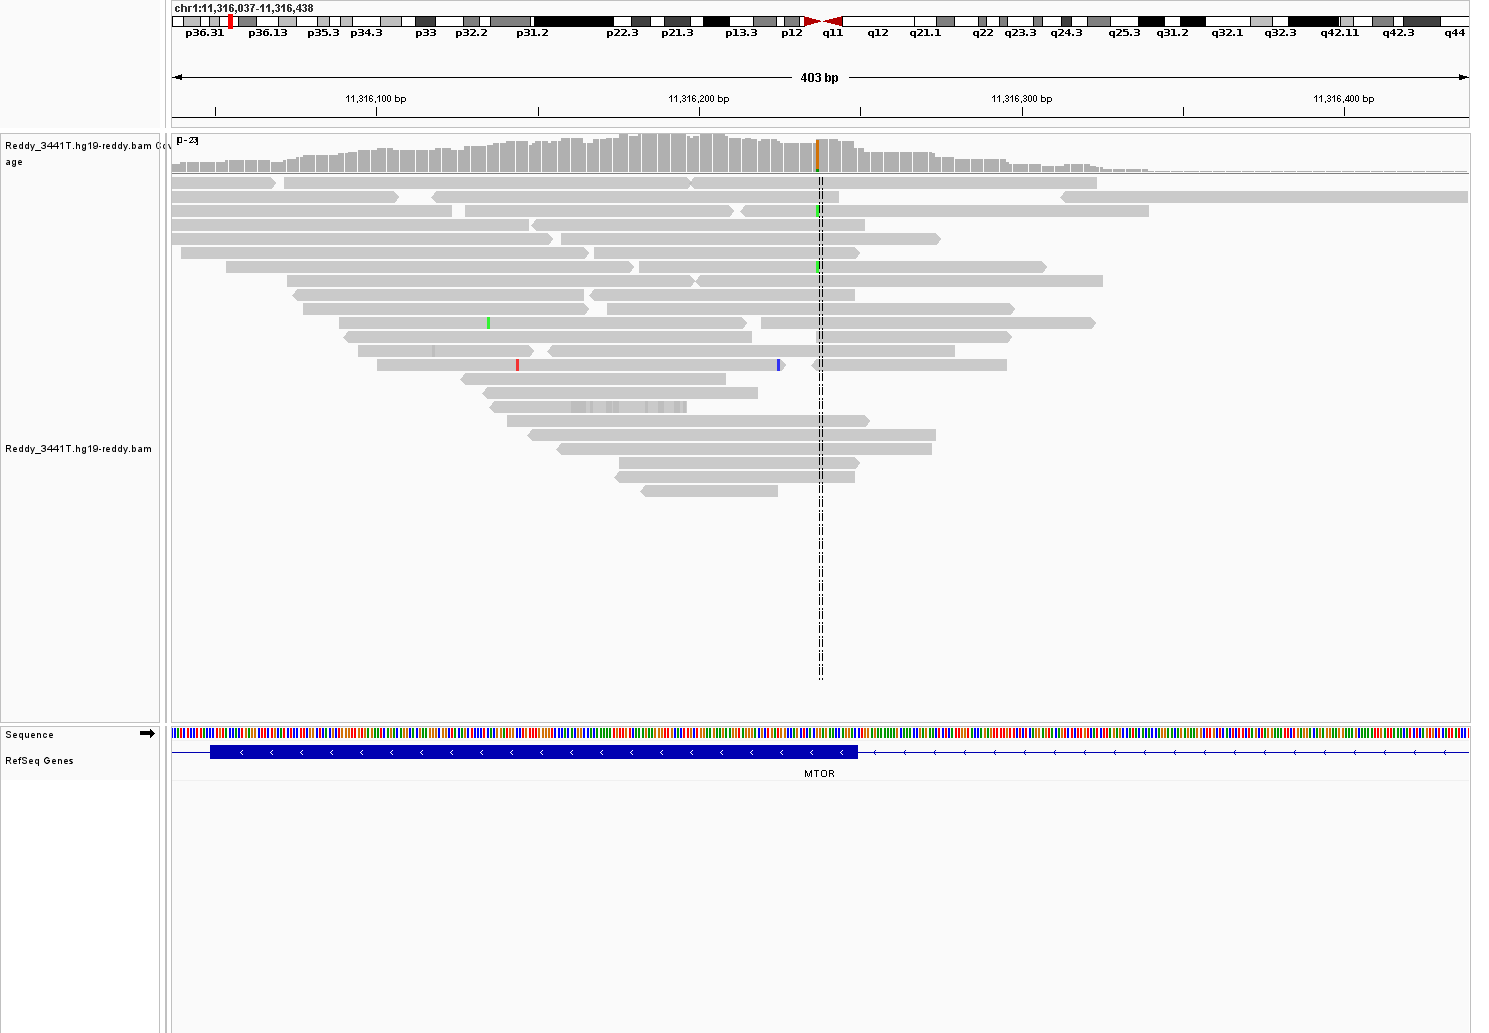 chr1:11,316,037-11,316,438
p36.31 p36.13 p35.3 p34.3 p33 p32.2 p31.2 p22.3 p21.3 p13.3 p12 q11 q12 q21.1 q22 q23.3 q24.3 q25.3 q31.2 q32.1 q32.3 q42.11 q42.3 q44
403 bp
11,316,100 bp 11,316,200 bp 11,316,300 bp 11,316,400 bp
[0 - 23]
Reddy_3441T.hg19-reddy.bam Cov
age
Reddy_3441T.hg19-reddy.bam
Sequence
RefSeq Genes
MTOR